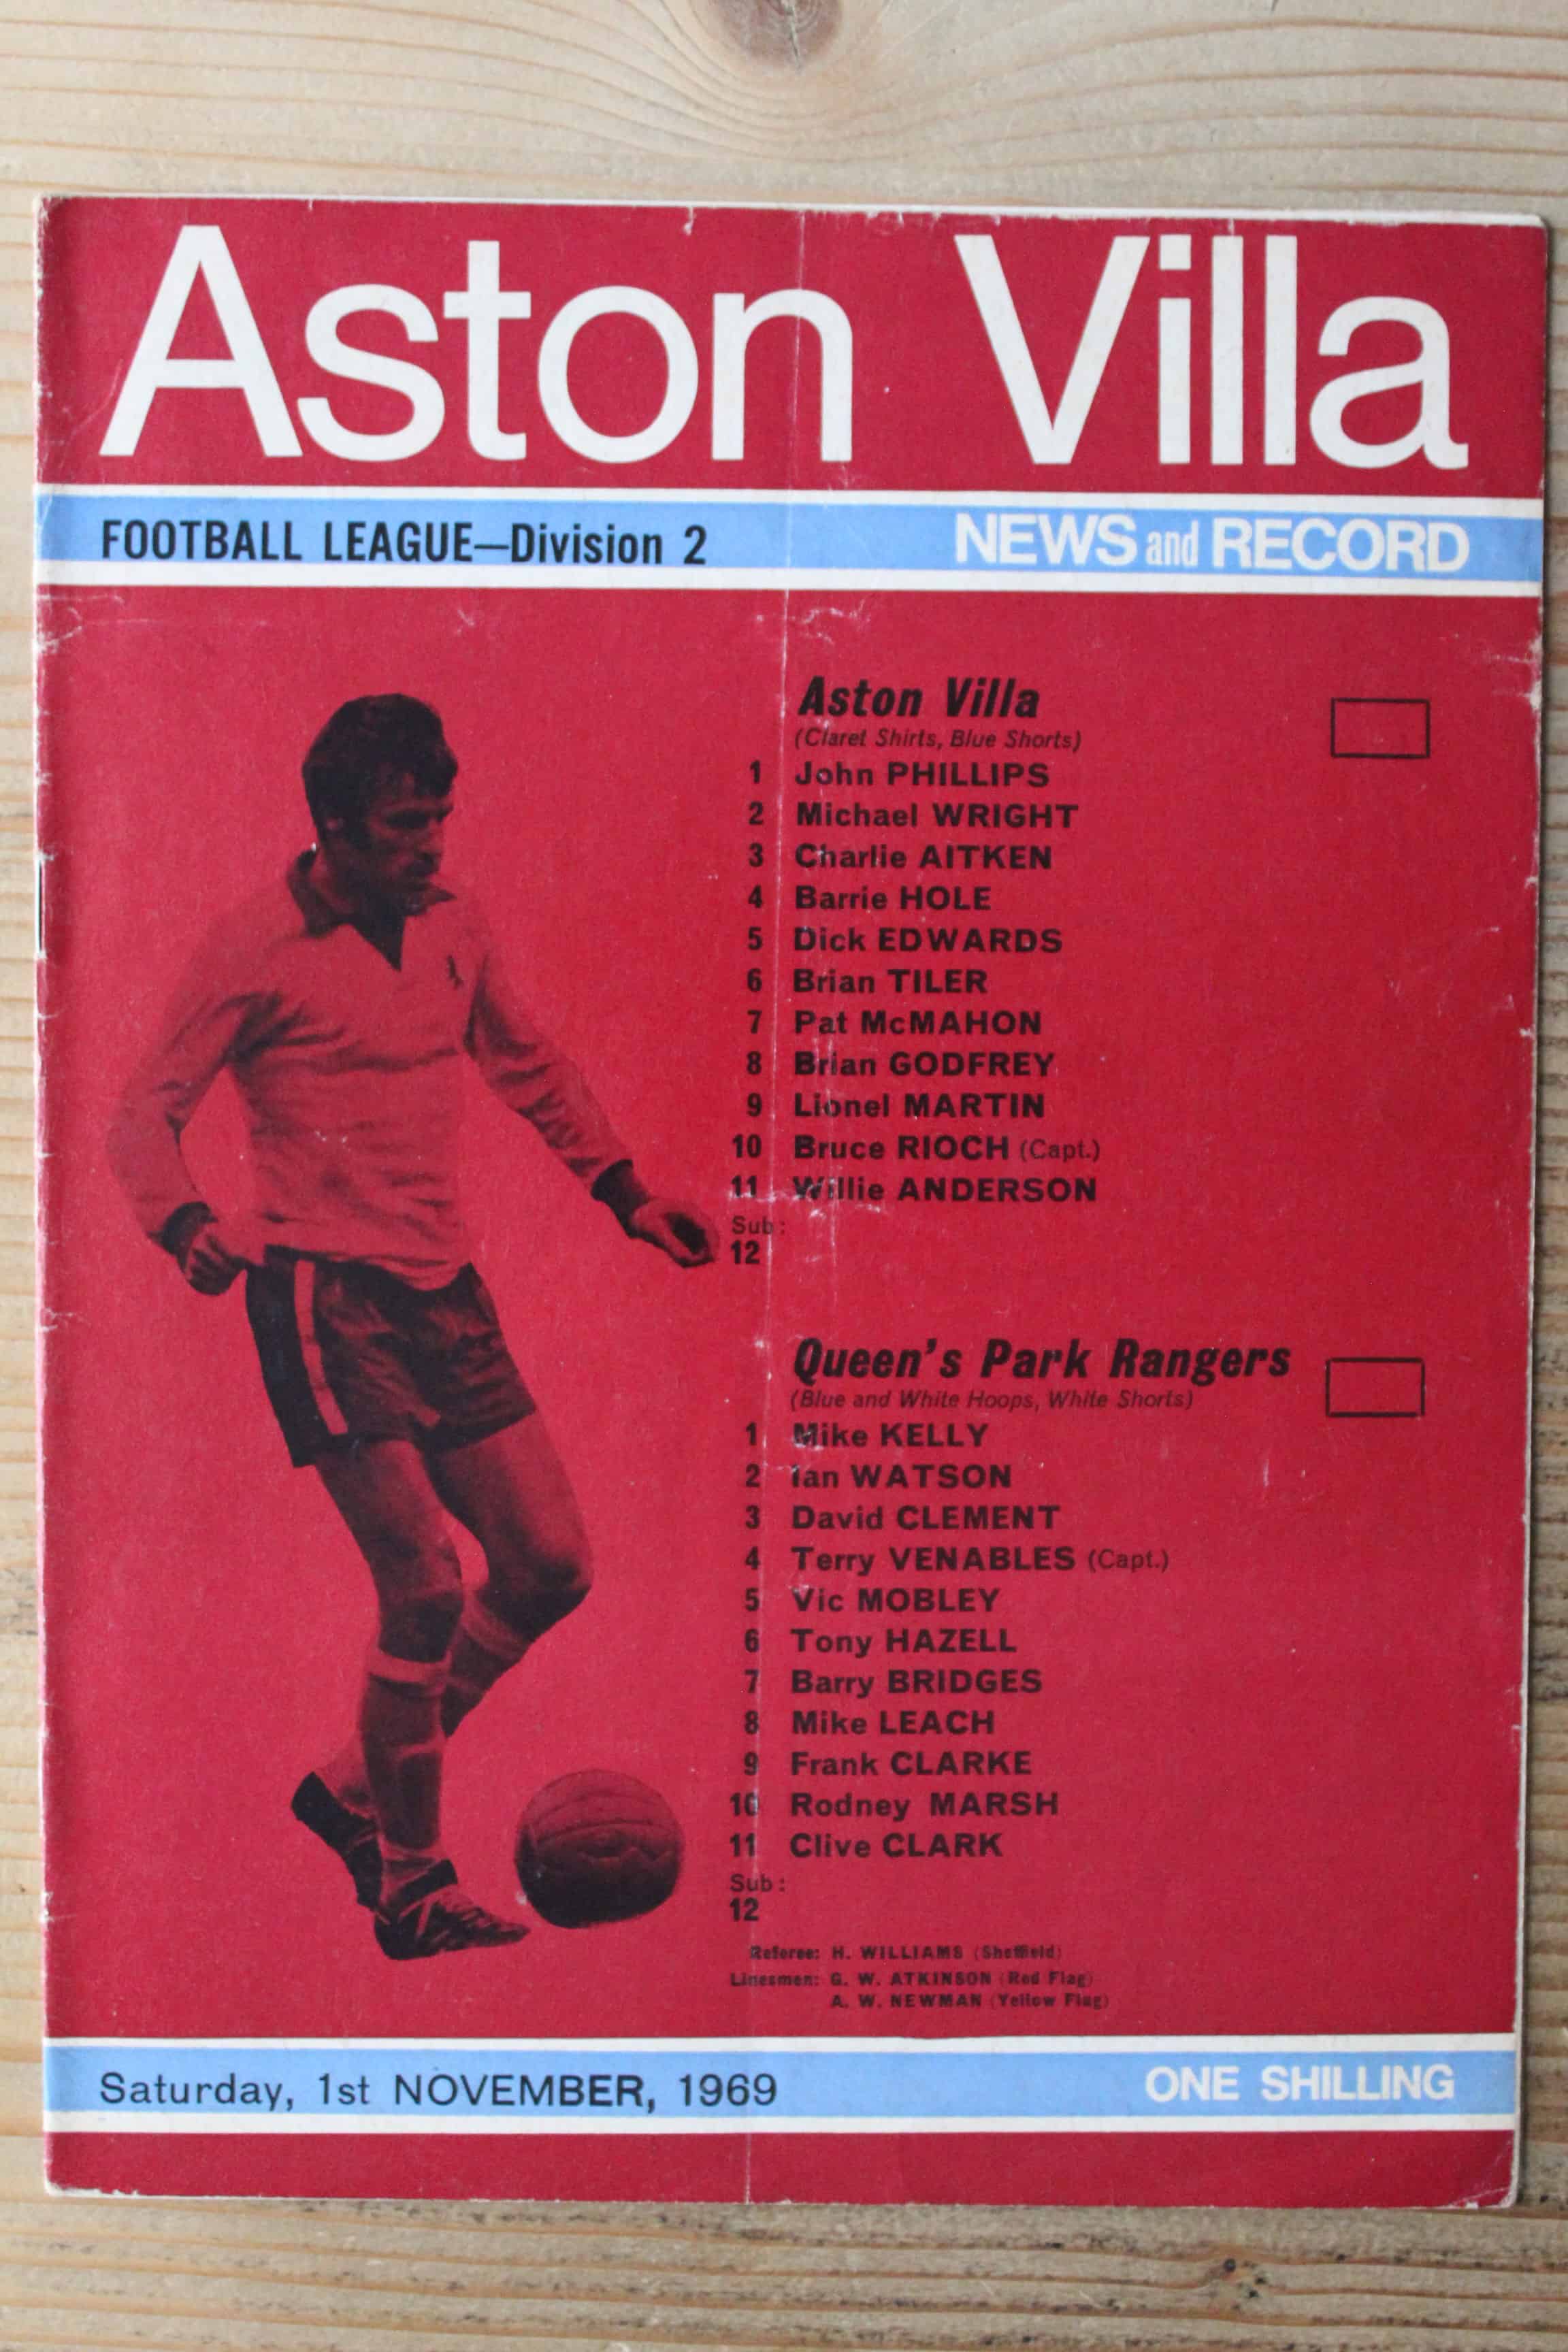 Aston Villa
FOOTBALL LEAGUE—Division 2
NEWS and RECORD
Aston Villa
(Claret Shirts, Blue Shorts)
1 John PHILLIPS
2 Michael WRIGHT
3 Charlie AITKEN
4 Barrie HOLE
5 Dick EDWARDS
6 Brian TILER
7 Pat McMAHON
8 Brian GODFREY
9 Lionel MARTIN
10 Bruce RIOCH (Capt.)
11 Willie ANDERSON
Sub :
12
Queen's Park Rangers
(Blue and White Hoops, White Shorts)
1 Mike KELLY
2 Ian WATSON
3 David CLEMENT
4 Terry VENABLES (Capt.)
5 Vic MOBLEY
6 Tony HAZELL
7 Barry BRIDGES
8 Mike LEACH
9 Frank CLARKE
10 Rodney MARSH
11 Clive CLARK
Sub :
12
Referee: H. WILLIAMS (Sheffield)
Linesmen: G. W. ATKINSON (Red Flag)
A. W. NEWMAN (Yellow Flag)
Saturday, 1st NOVEMBER, 1969
ONE SHILLING